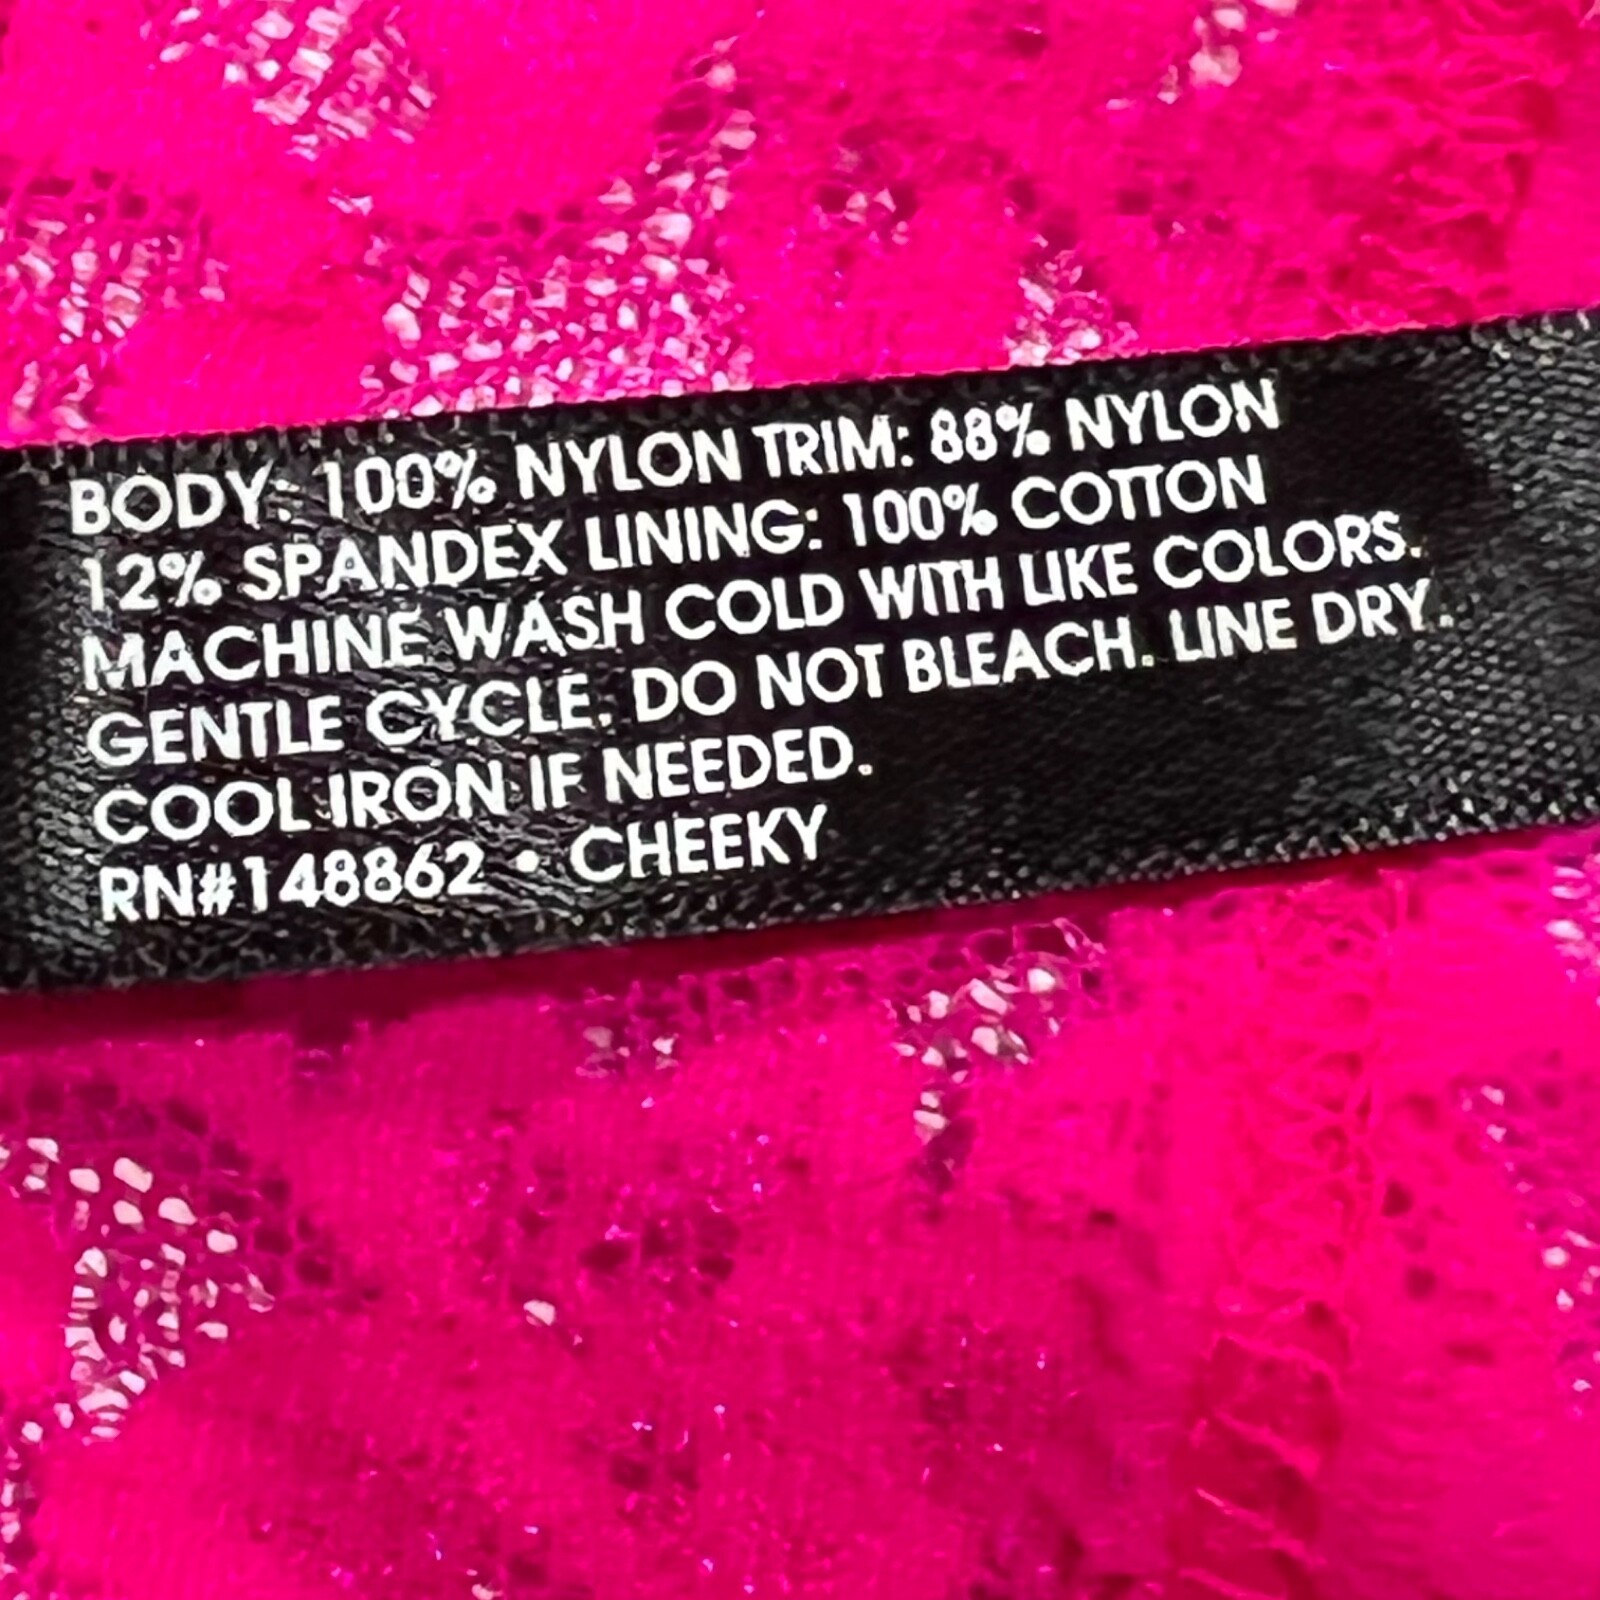 BODY: 100% NYLON TRIM: 88% NYLON
12% SPANDEX LINING: 100% COTTON
MACHINE WASH COLD WITH LIKE COLORS.
GENTLE CYCLE. DO NOT BLEACH. LINE DRY.
COOL IRON IF NEEDED.
RN#148862 • CHEEKY